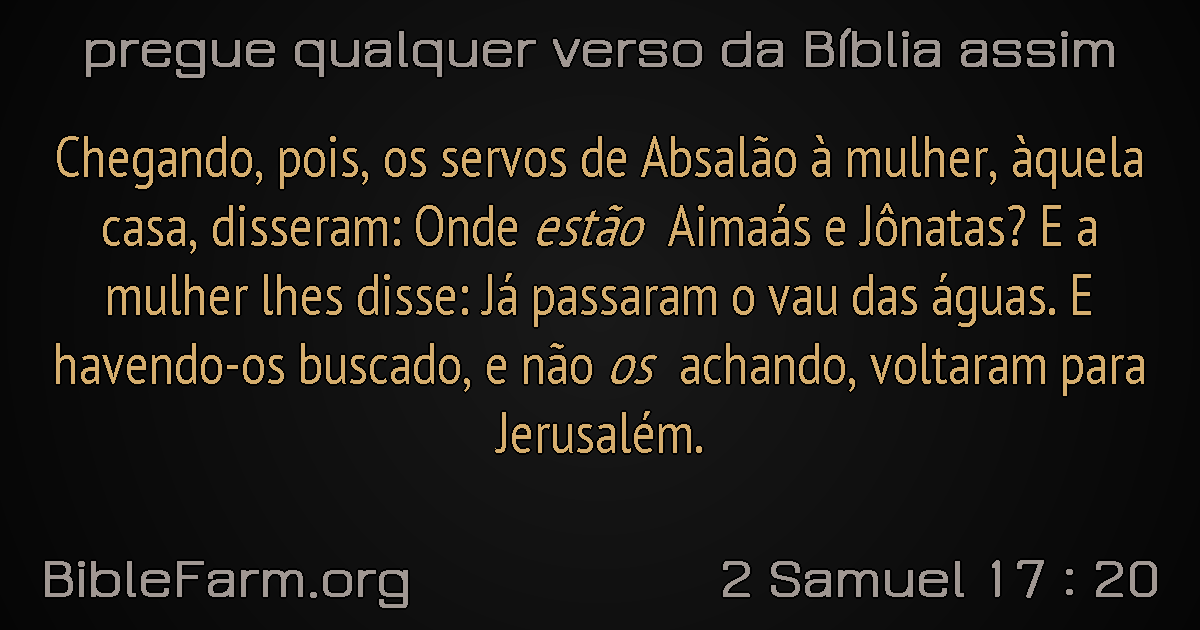 pregue qualquer verso da Bíblia assim
Chegando, pois, os servos de Absalão à mulher, àquela
casa, disseram: Onde estão Aimaás e Jônatas? E a
mulher lhes disse: Já passaram o vau das águas. E
havendo-os buscado, e não os achando, voltaram para
Jerusalém.
BibleFarm.org
2 Samuel 17 : 20